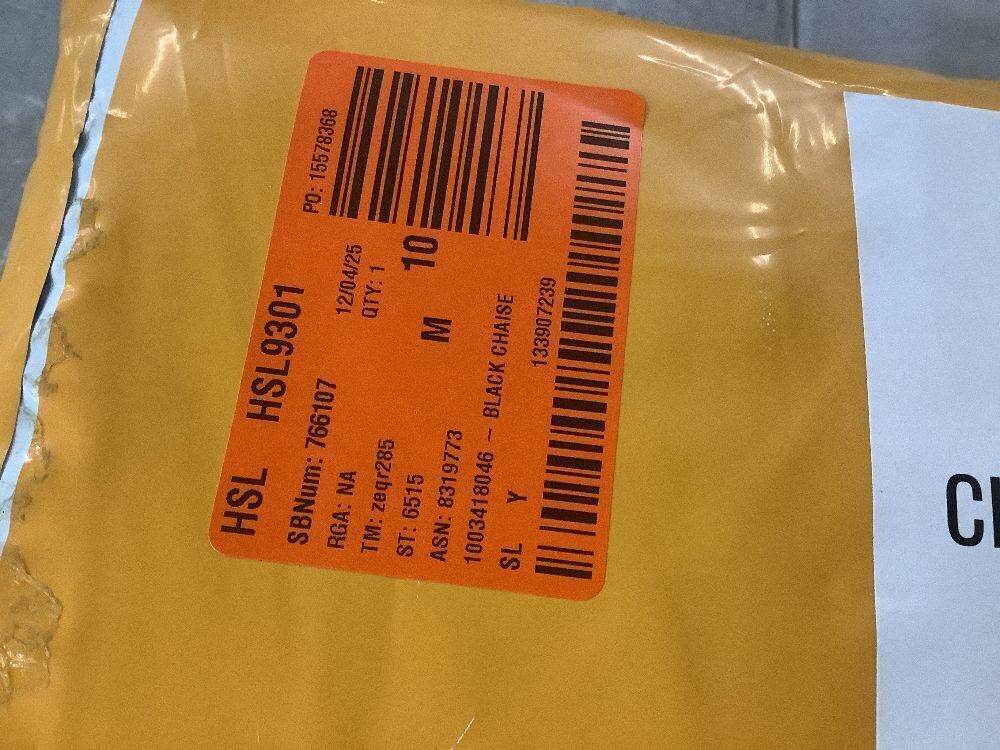 HSL HSL9301
SBNum: 766107
PO: 15578368
RGA: NA
12/04/25
TM: zeqr285
QTY: 1
ST: 6515
M 10
ASN: 8319773
1003418046 - BLACK CHAISE
SL Y
133907239